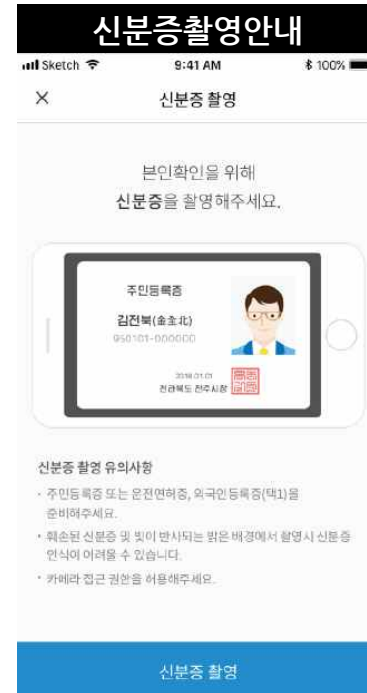 신분증촬영안내
Sketch 9:41 AM 100%
신분증 촬영
본인확인을 위해
신분증을 촬영해주세요.
주민등록증
김전북(金全北)
950101-000000
2018.01.01
전라북도 전주시장
신분증 촬영 유의사항
· 주민등록증 또는 운전면허증, 외국인등록증(택1)을
준비해주세요.
· 훼손된 신분증 및 빛이 반사되는 밝은 배경에서 촬영시 신분증
인식이 어려울 수 있습니다.
· 카메라 접근 권한을 허용해주세요.
신분증 촬영